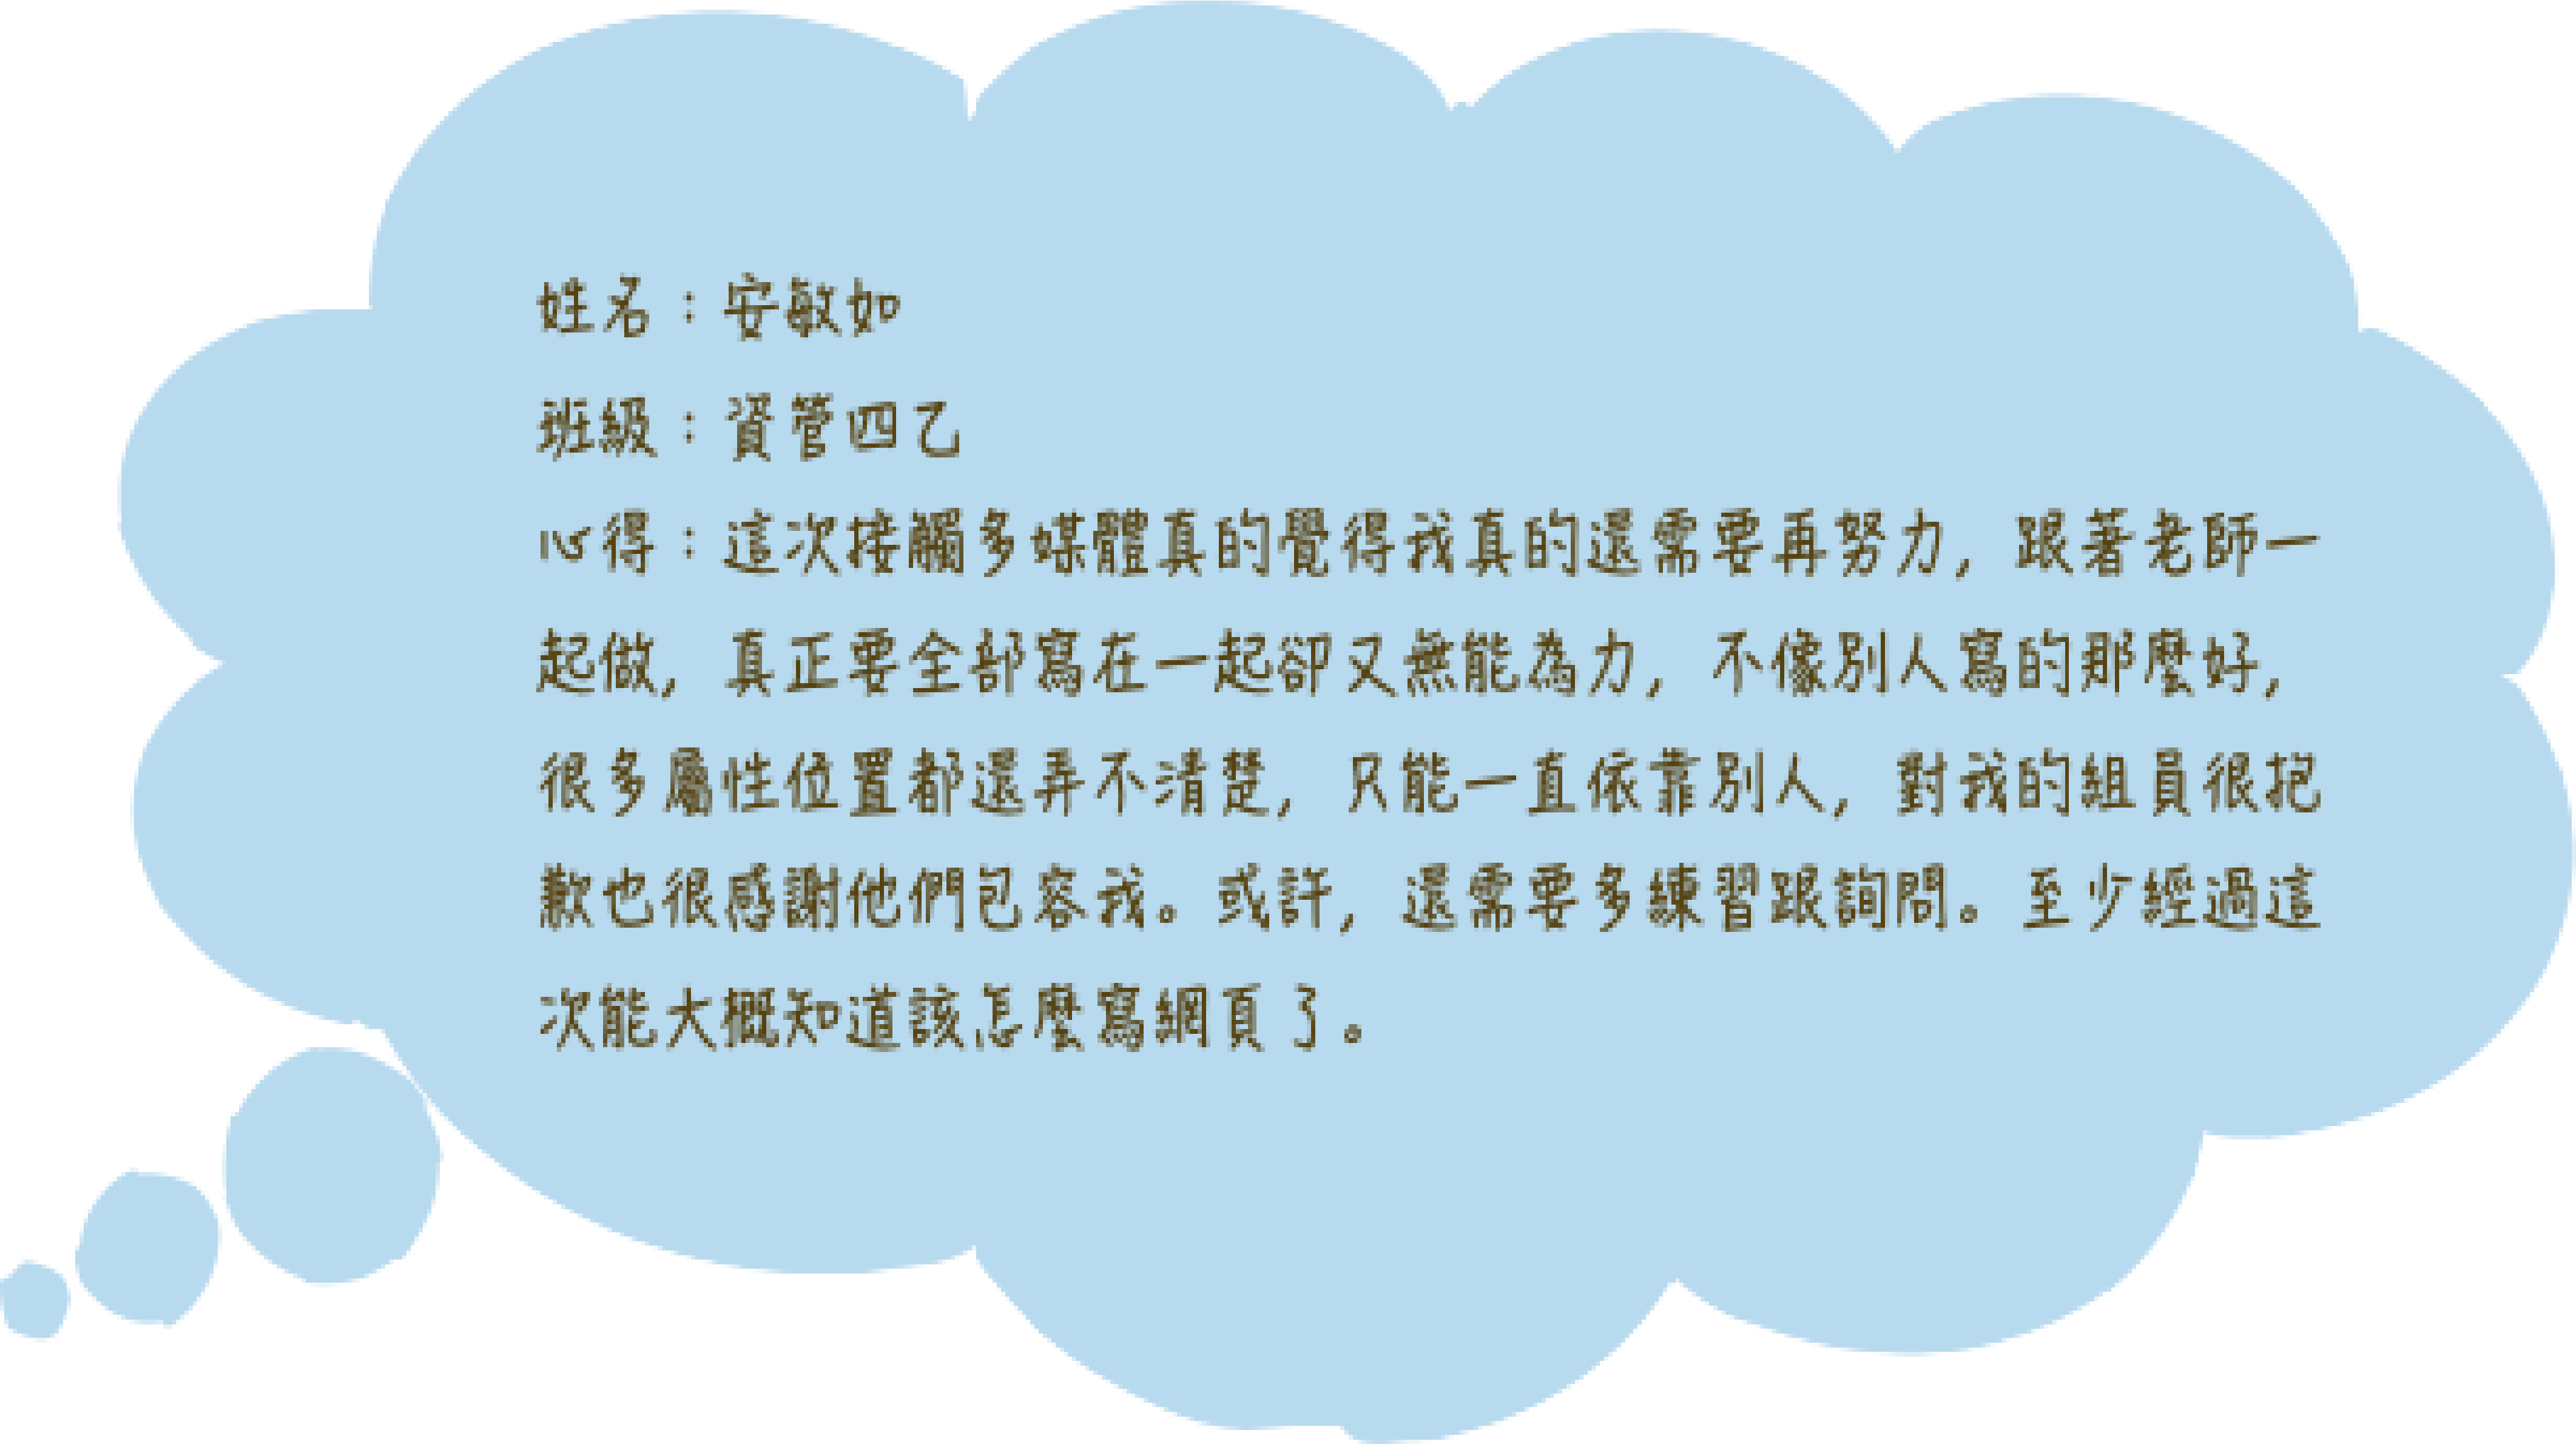 姓名：安敏如
班級：資管四乙
心得：這次接觸多媒體真的覺得我真的還需要再努力，跟著老師一
起做，真正要全部寫在一起卻又無能為力，不像別人寫的那麼好，
很多屬性位置都還弄不清楚，只能一直依靠別人，對我的組員很抱
歉也很感謝他們包容我。或許，還需要多練習跟詢問。至少經過這
次能大概知道該怎麼寫網頁了。